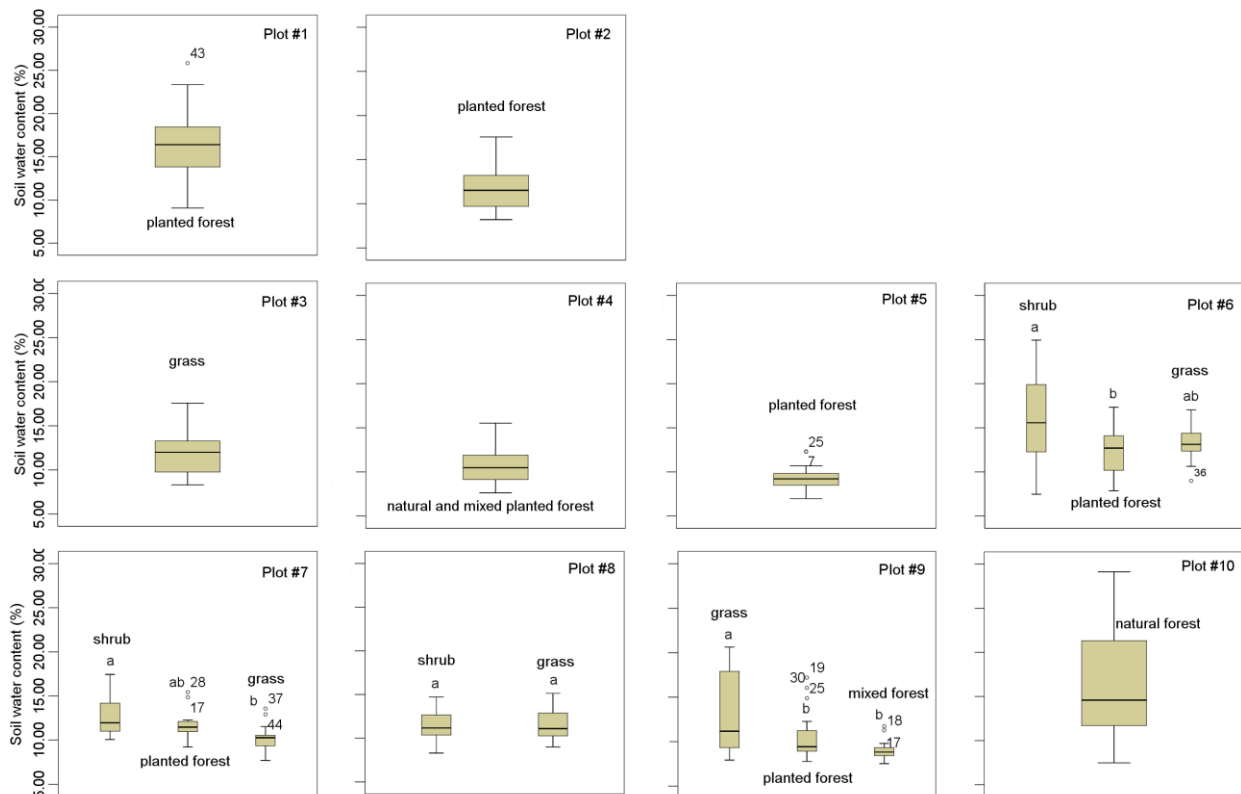 Soil water content (%)
30.00
25.00
20.00
15.00
10.00
5.00
Plot #1
43
planted forest
Plot #2
planted forest
Soil water content (%)
30.00
25.00
20.00
15.00
10.00
5.00
Plot #3
grass
Plot #4
natural and mixed planted forest
Plot #5
planted forest
25
7
Plot #6
shrub
a
b
grass
ab
36
planted forest
Soil water content (%)
30.00
25.00
20.00
15.00
10.00
5.00
Plot #7
shrub
a
ab 28
17
grass
b 37
44
planted forest
Plot #8
shrub
a
grass
a
Plot #9
grass
a
19
30
25
b
mixed forest
b 18
17
planted forest
Plot #10
natural forest